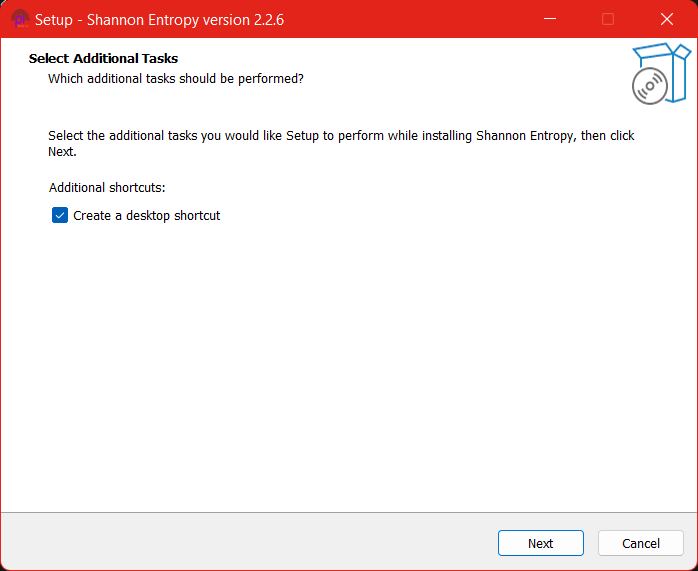 Setup - Shannon Entropy version 2.2.6
Select Additional Tasks
Which additional tasks should be performed?
Select the additional tasks you would like Setup to perform while installing Shannon Entropy, then click
Next.
Additional shortcuts:
Create a desktop shortcut
Next
Cancel